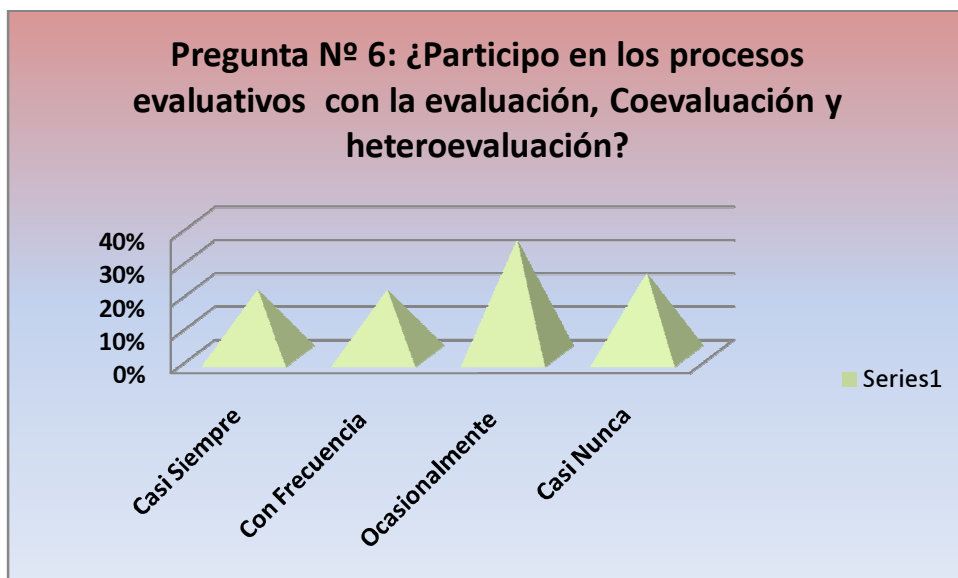 Pregunta Nº 6: ¿Participo en los procesos
evaluativos  con la evaluación, Coevaluación y
heteroevaluación?
40%
30%
20%
10%
0%
Casi Siempre
Con Frecuencia
Ocasionalmente
Casi Nunca
Series1